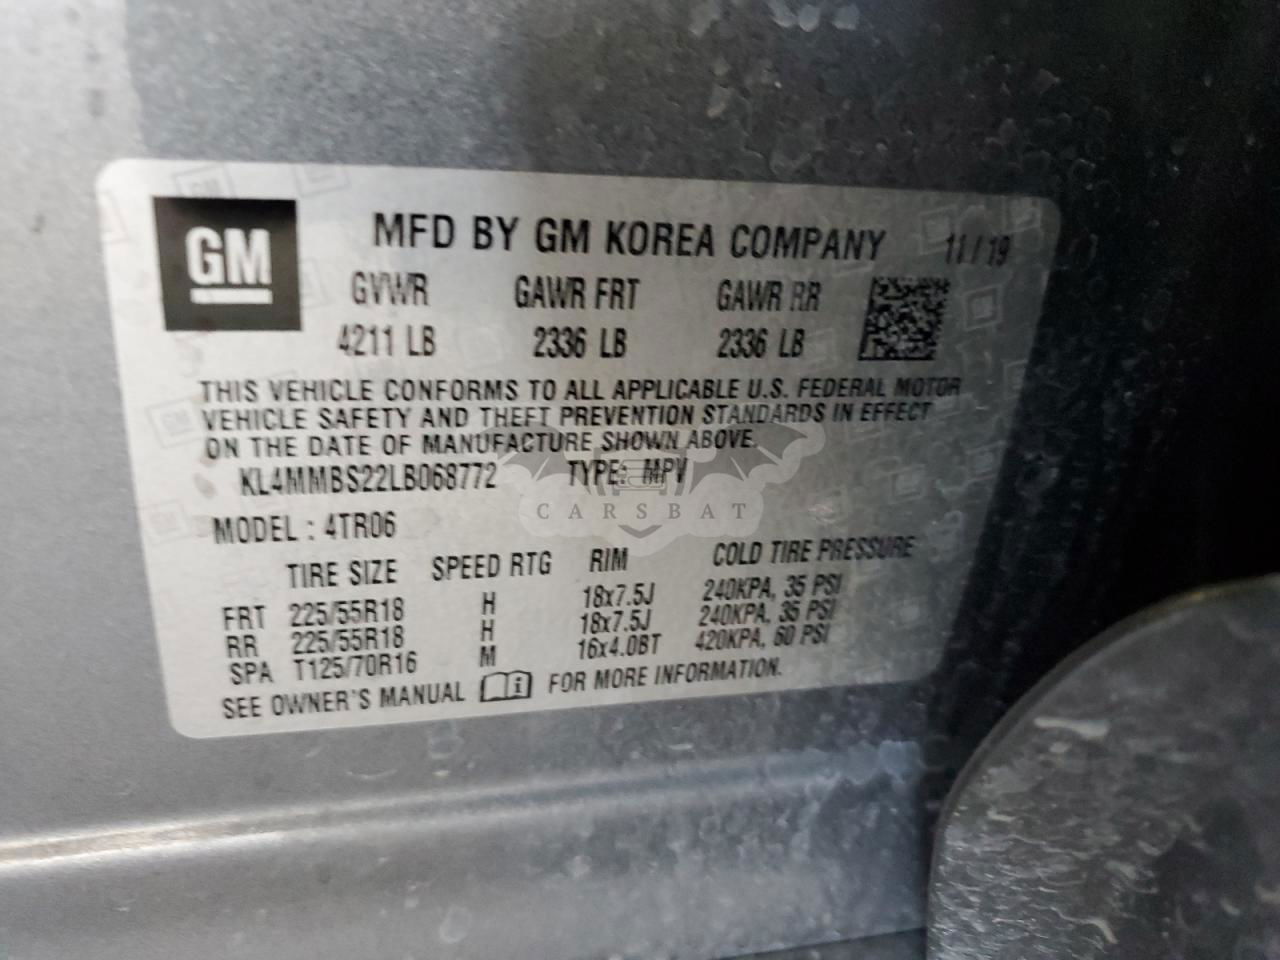 GM
MFD BY GM KOREA COMPANY 11/19
GVWR GAWR FRT GAWR RR
4211 LB 2336 LB 2336 LB
THIS VEHICLE CONFORMS TO ALL APPLICABLE U.S. FEDERAL MOTOR
VEHICLE SAFETY AND THEFT PREVENTION STANDARDS IN EFFECT
ON THE DATE OF MANUFACTURE SHOWN ABOVE.
KL4MMBS22LB068772 TYPE: MPV
CARSBAT
MODEL : 4TR06
TIRE SIZE SPEED RTG RIM COLD TIRE PRESSURE
FRT 225/55R18 H 18x7.5J 240KPA, 35 PSI
RR 225/55R18 H 18x7.5J 240KPA, 35 PSI
SPA T125/70R16 M 16x4.0BT 420KPA, 60 PSI
SEE OWNER'S MANUAL i FOR MORE INFORMATION.